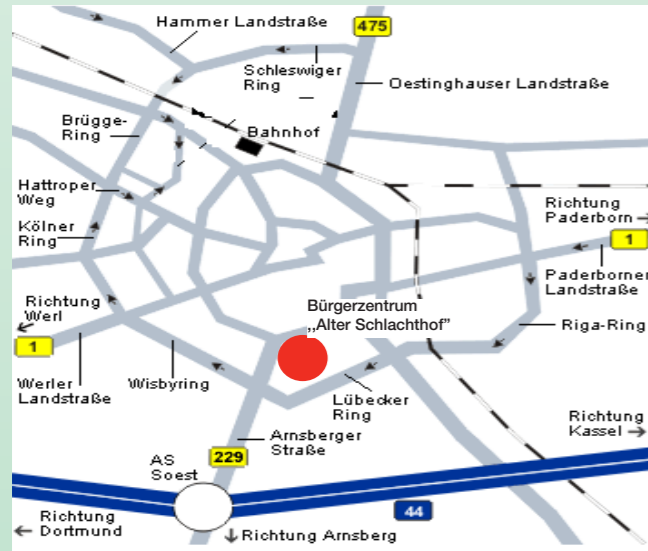 Hammer Landstraße
475
Schleswiger
Ring
Oestinghauser Landstraße
Brügge-
Ring
Bahnhof
Hattroper
Weg
Kölner
Ring
Richtung
Paderborn →
1
Paderborner
Landstraße
Richtung
Werl
1
Bürgerzentrum
„Alter Schlachthof”
Riga-Ring
Werler
Landstraße
Wisbyring
Lübecker
Ring
Richtung
Kassel →
Arnsberger
Straße
229
AS
Soest
44
Richtung
← Dortmund
↓ Richtung Arnsberg